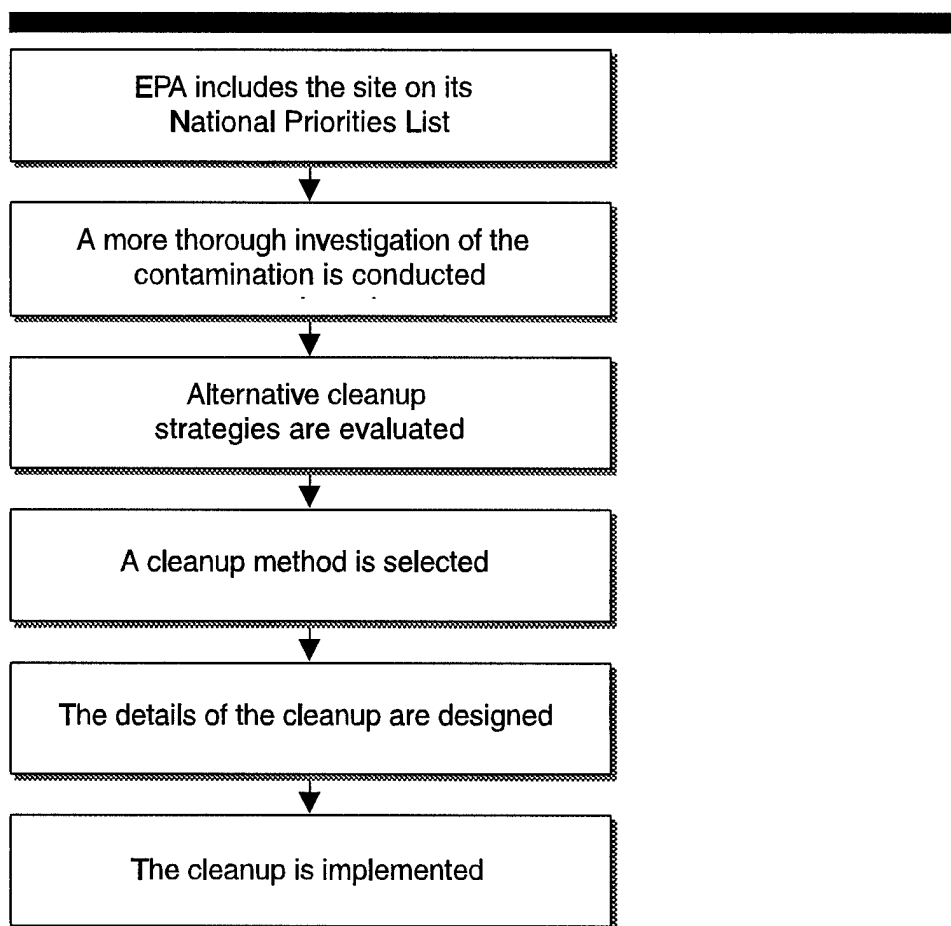 EPA includes the site on its
National Priorities List
A more thorough investigation of the
contamination is conducted
Alternative cleanup
strategies are evaluated
A cleanup method is selected
The details of the cleanup are designed
The cleanup is implemented